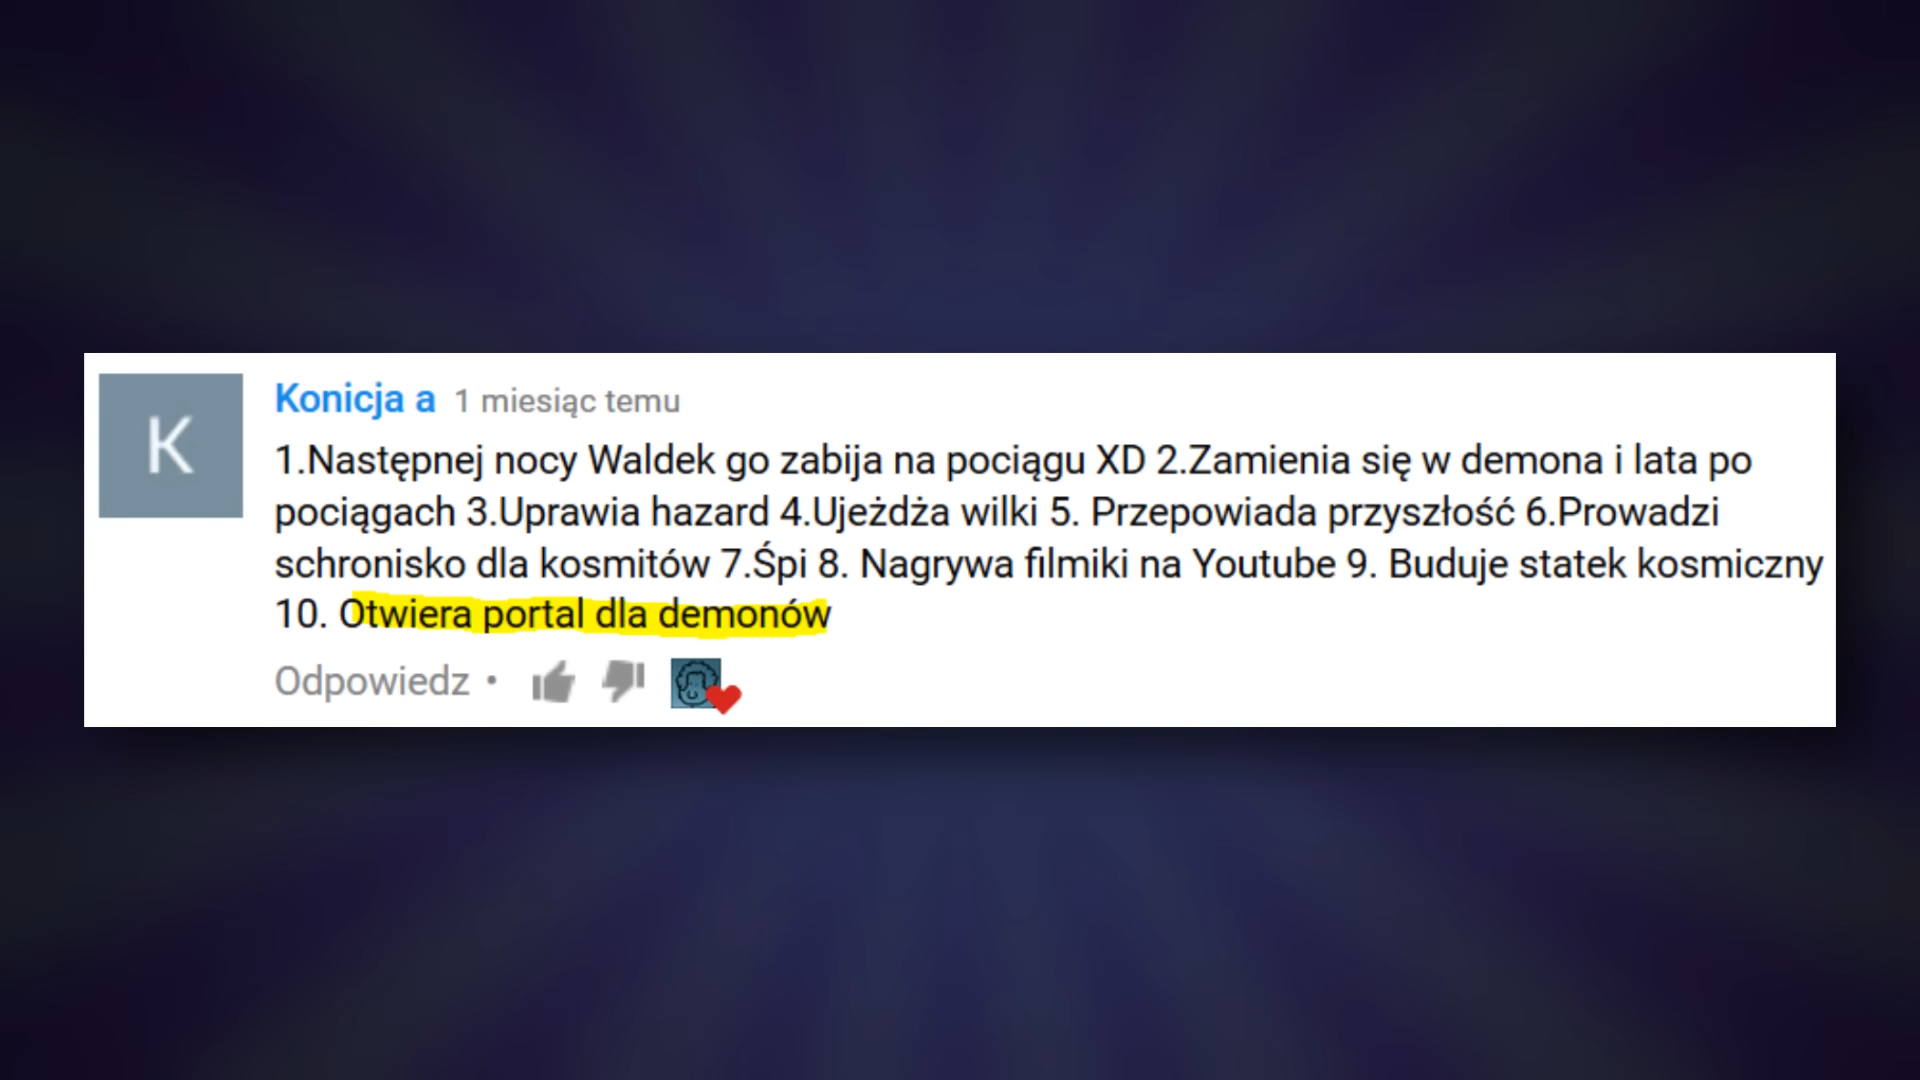 K
Konicja a 1 miesiąc temu
1.Następnej nocy Waldek go zabija na pociągu XD 2.Zamienia się w demona i lata po
pociągach 3.Uprawia hazard 4.Ujeżdża wilki 5. Przepowiada przyszłość 6.Prowadzi
schronisko dla kosmitów 7.Śpi 8. Nagrywa filmiki na Youtube 9. Buduje statek kosmiczny
10. Otwiera portal dla demonów
Odpowiedz •